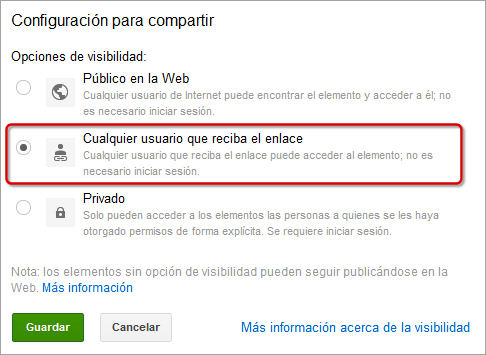 Configuración para compartir
Opciones de visibilidad:
Público en la Web
Cualquier usuario de Internet puede encontrar el elemento y acceder a él; no
es necesario iniciar sesión.
Cualquier usuario que reciba el enlace
Cualquier usuario que reciba el enlace puede acceder al elemento; no es
necesario iniciar sesión.
Privado
Solo pueden acceder a los elementos las personas a quienes se les haya
otorgado permisos de forma explícita. Se requiere iniciar sesión.
Nota: los elementos sin opción de visibilidad pueden seguir publicándose en la
Web. Más información
Guardar Cancelar Más información acerca de la visibilidad